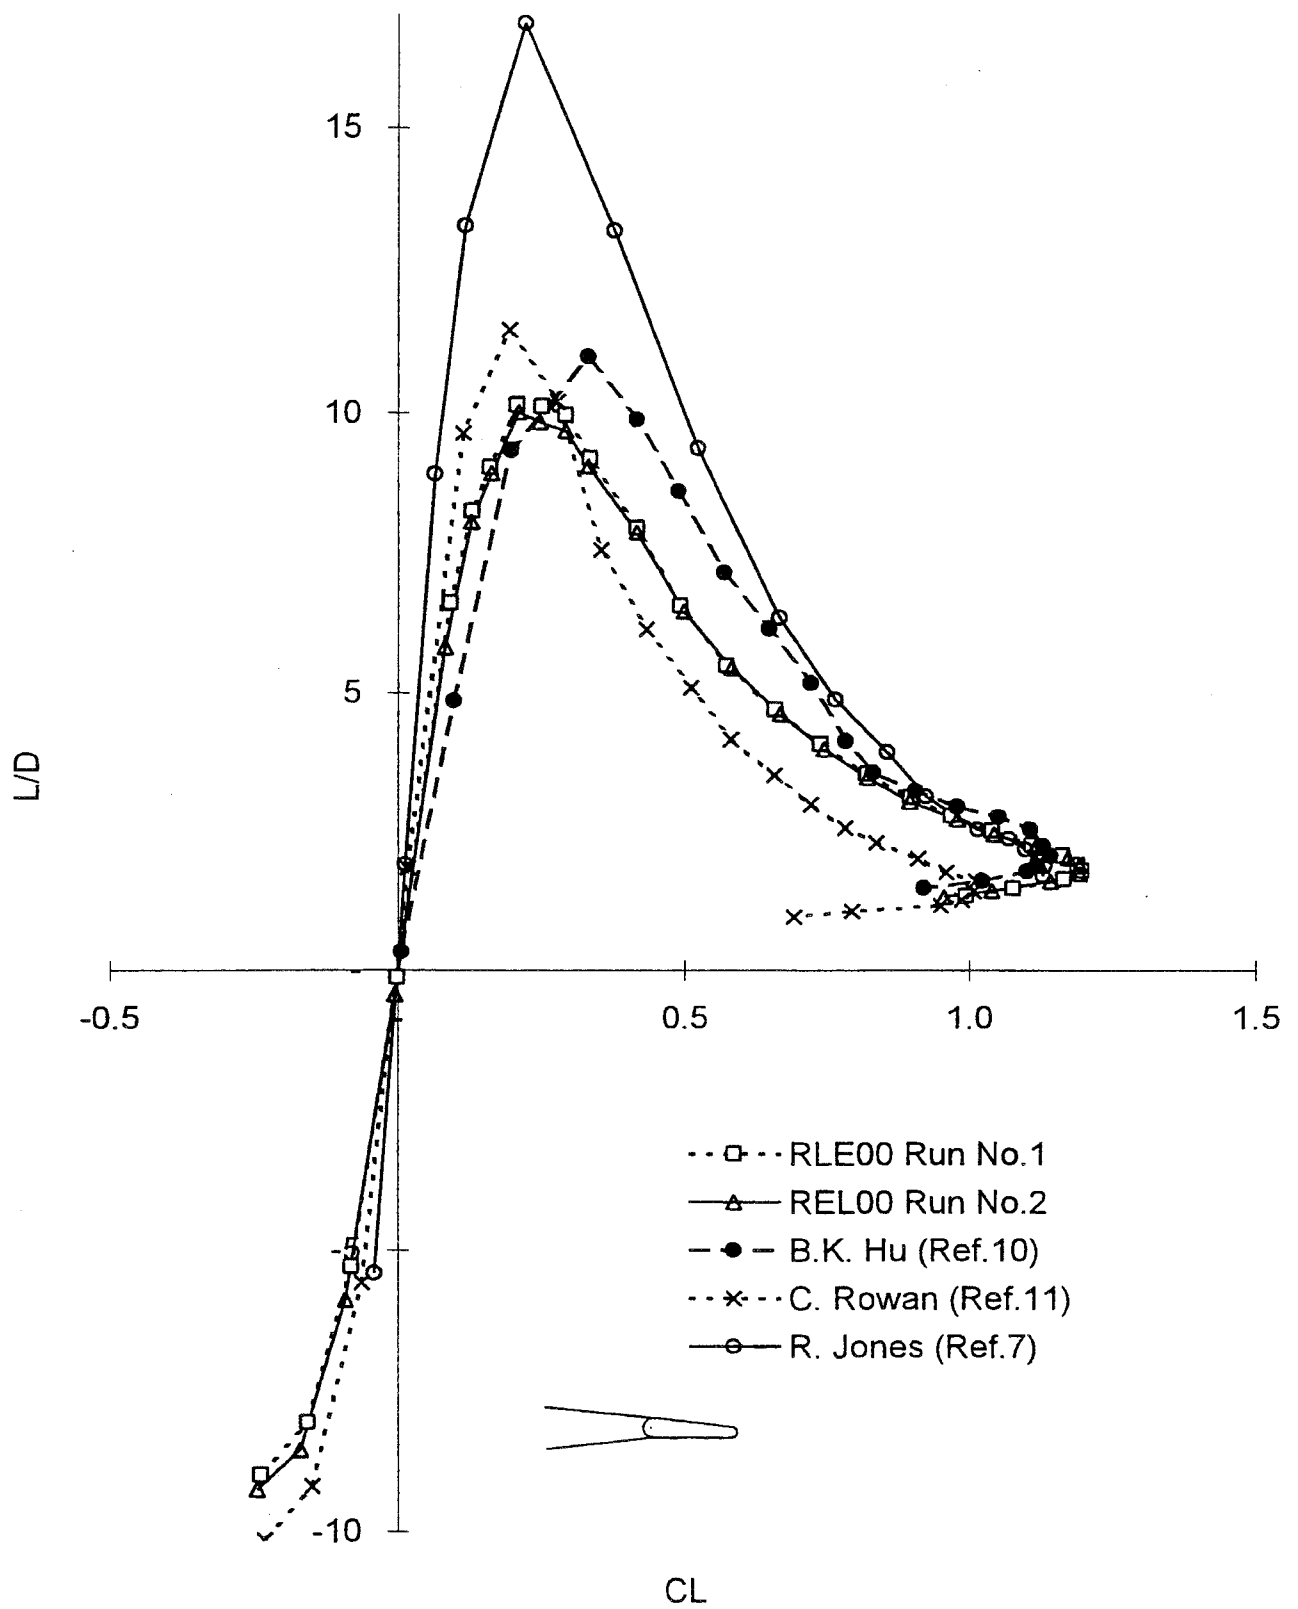 15
10
5
L/D
-0.5
0.5
1.0
1.5
RLE00 Run No.1
REL00 Run No.2
-5
B.K. Hu (Ref.10)
C. Rowan (Ref.11)
R. Jones (Ref.7)
-10
CL